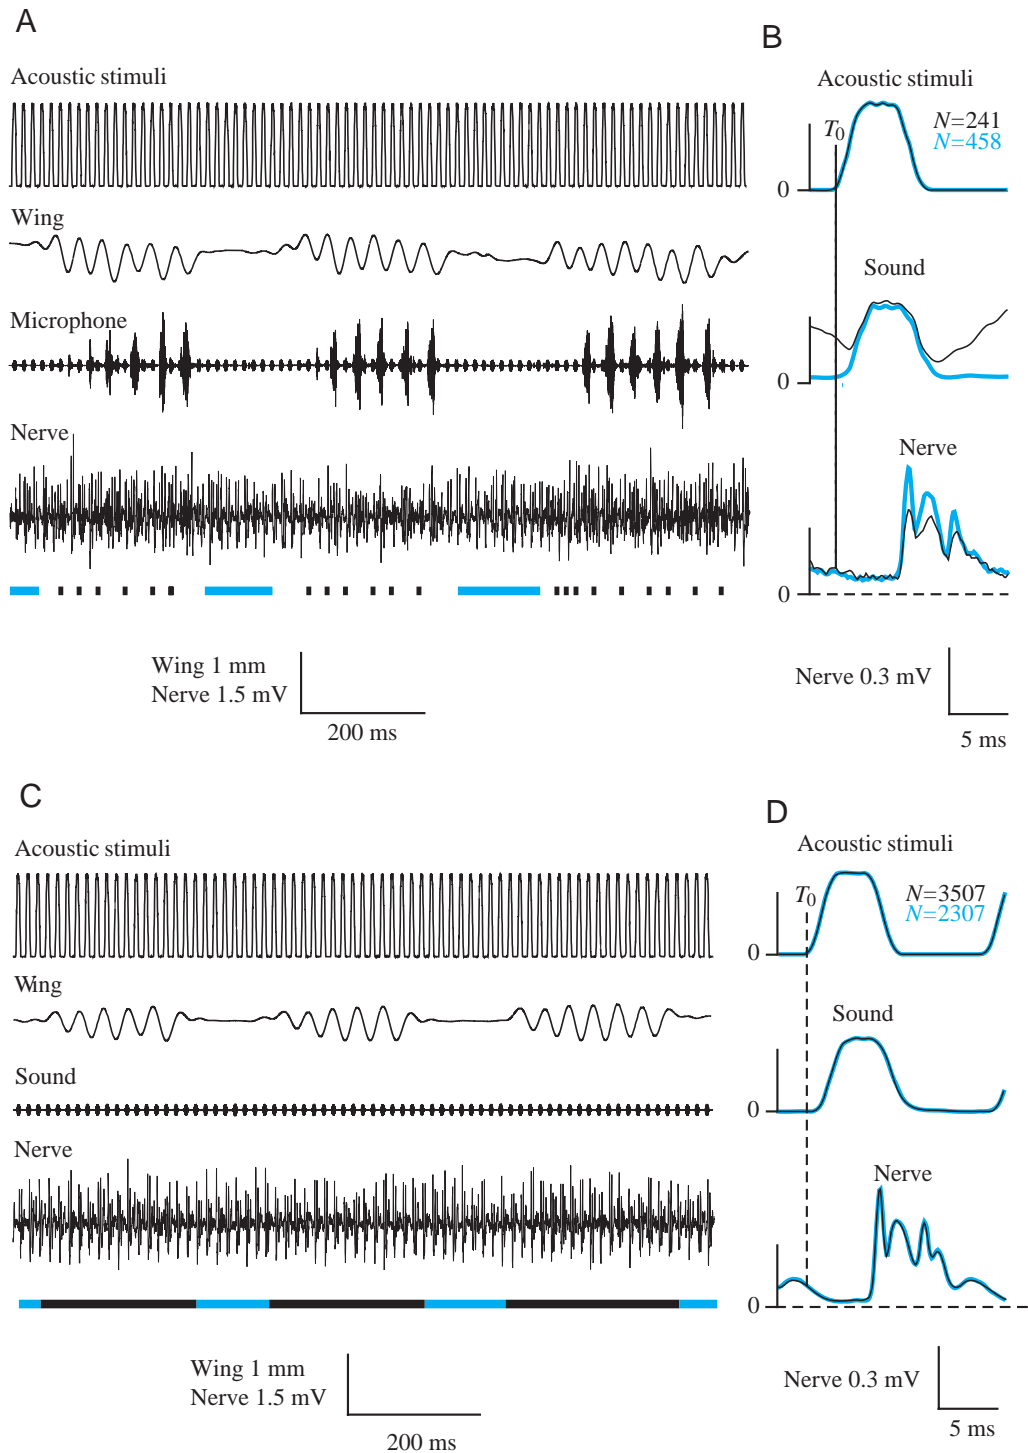 A
Acoustic stimuli
Wing
Microphone
Nerve
Wing 1 mm
Nerve 1.5 mV
200 ms
B
Acoustic stimuli
T0
N=241
N=458
0
Sound
0
Nerve
0
Nerve 0.3 mV
5 ms
C
Acoustic stimuli
Wing
Sound
Nerve
Wing 1 mm
Nerve 1.5 mV
200 ms
D
Acoustic stimuli
T0
N=3507
N=2307
0
Sound
0
Nerve
0
Nerve 0.3 mV
5 ms